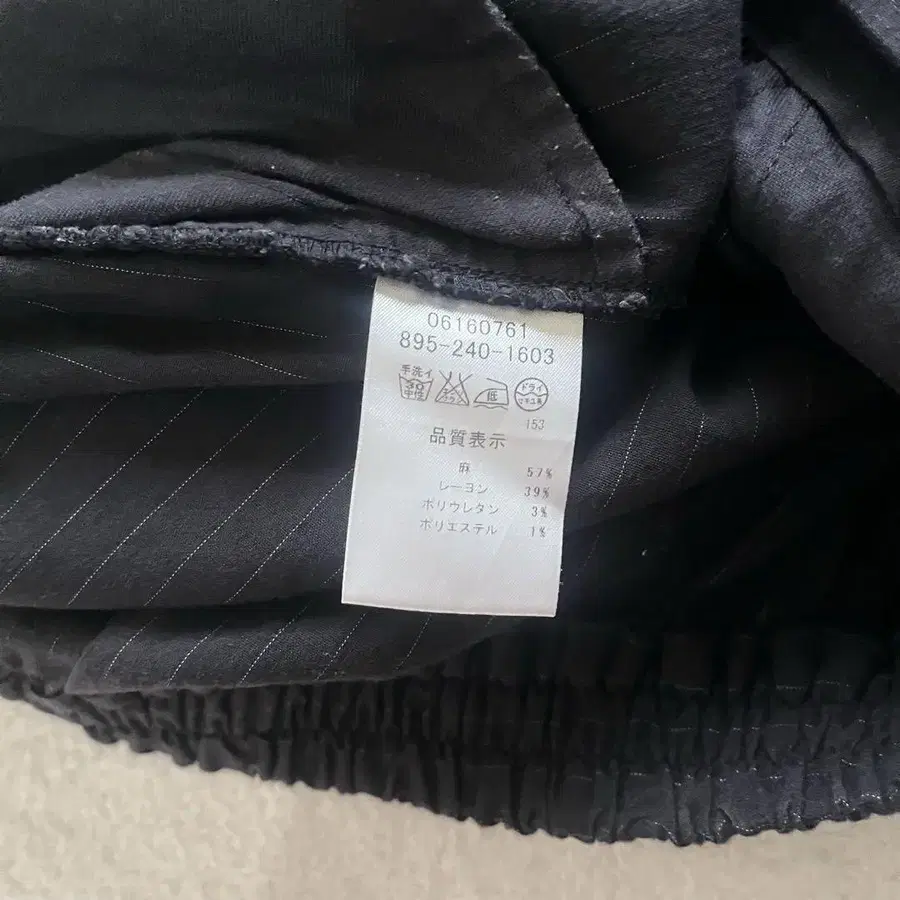 06160761
895-240-1603
手洗イ
30
中性
低
ドライ
153
品質表示
麻 57%
レーヨン 39%
ポリウレタン 3%
ポリエステル 1%